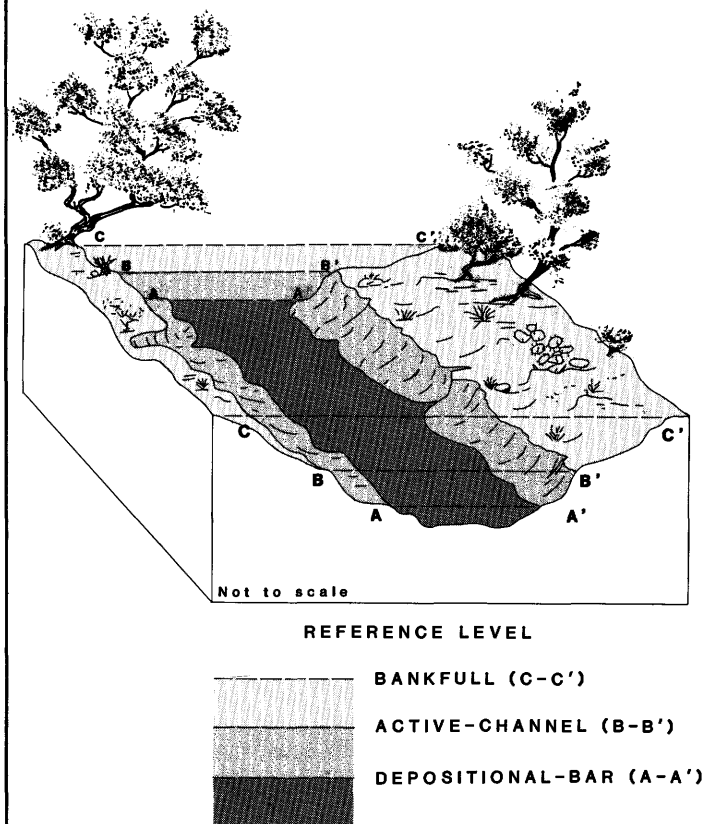 C C'
B B'
A A'
C C'
B B'
A A'
Not to scale
REFERENCE LEVEL
BANKFULL (C-C')
ACTIVE-CHANNEL (B-B')
DEPOSITIONAL-BAR (A-A')